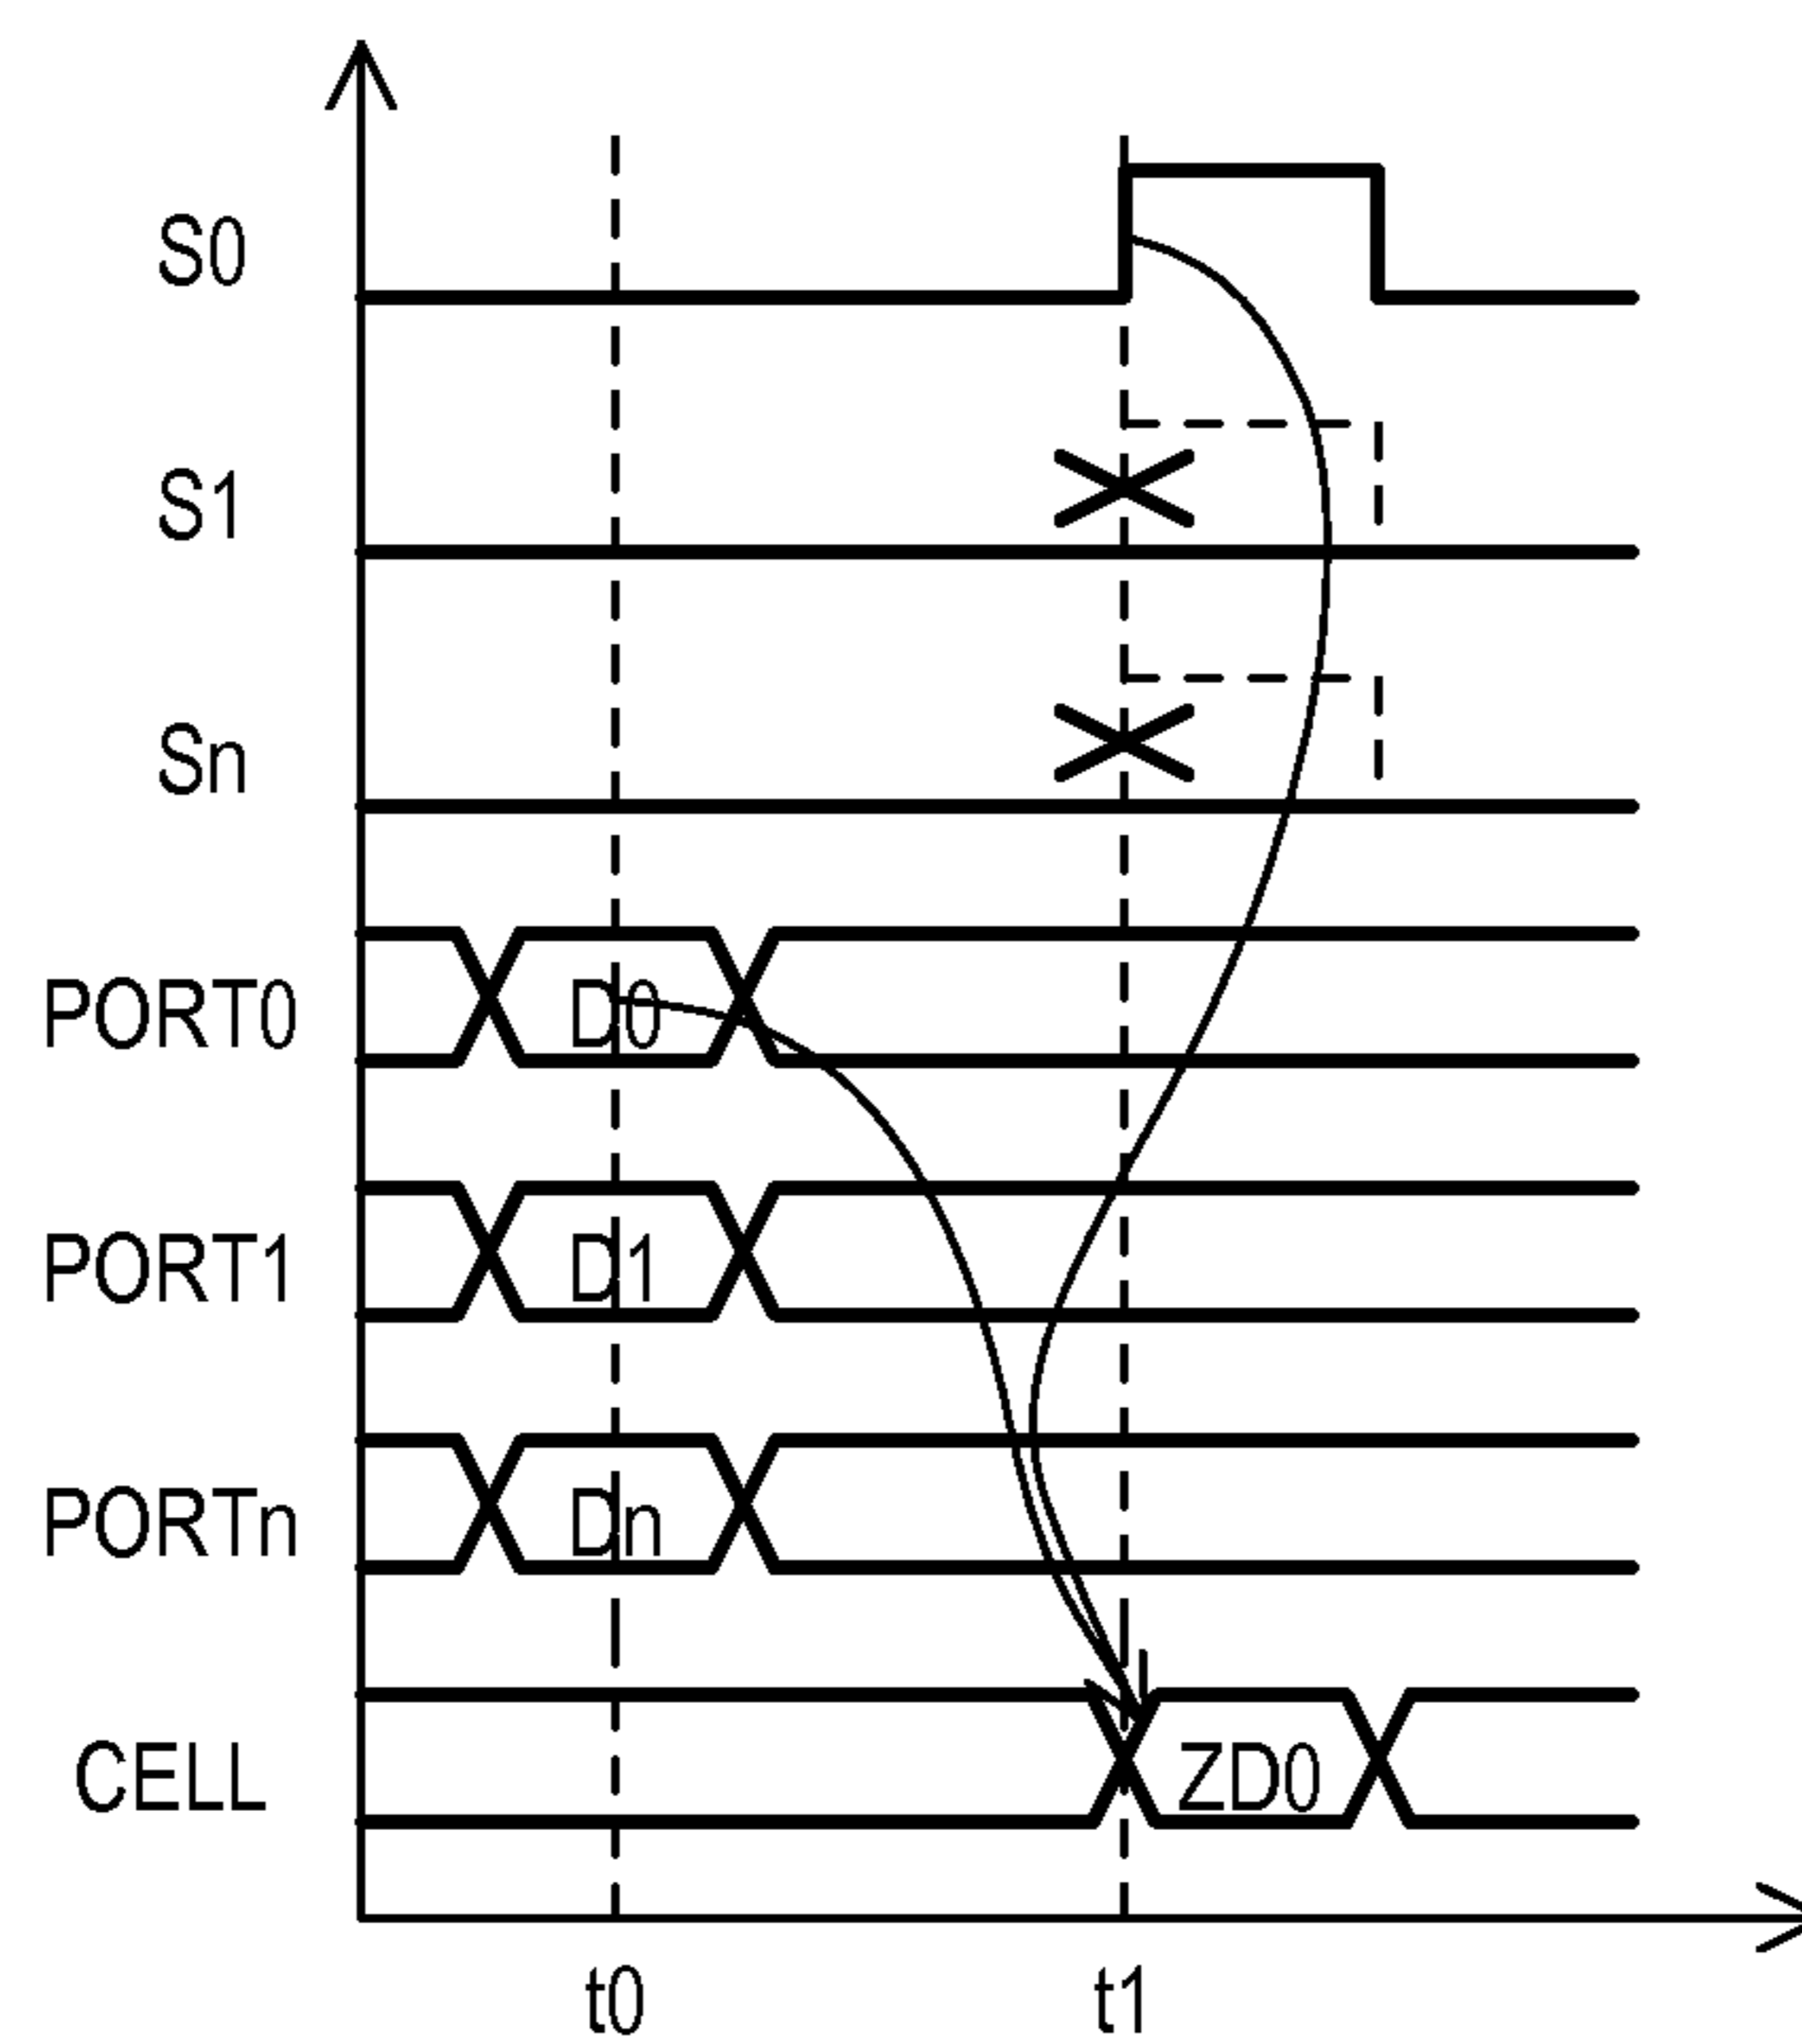 S0
S1
Sn
PORT0 D0
PORT1 D1
PORTn Dn
CELL ZD0
t0 t1